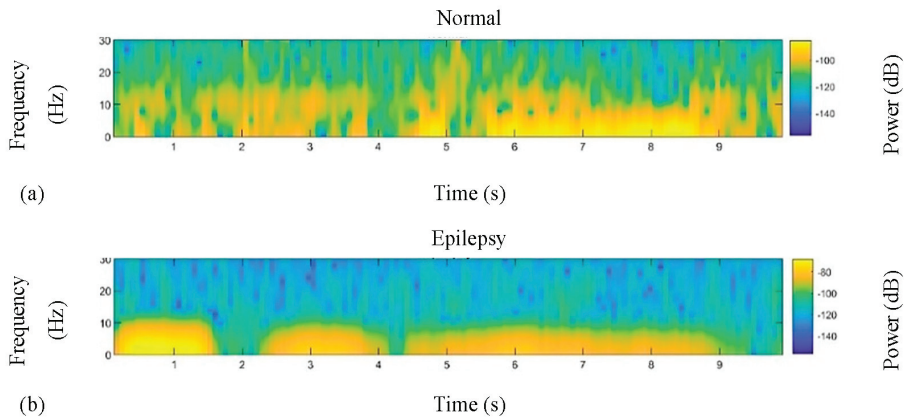 Normal
Frequency
(Hz)
30
20
10
0
1 2 3 4 5 6 7 8 9
-100
-120
-140
Power (dB)
(a)
Time (s)
Epilepsy
Frequency
(Hz)
30
20
10
0
1 2 3 4 5 6 7 8 9
-80
-100
-120
-140
Power (dB)
(b)
Time (s)